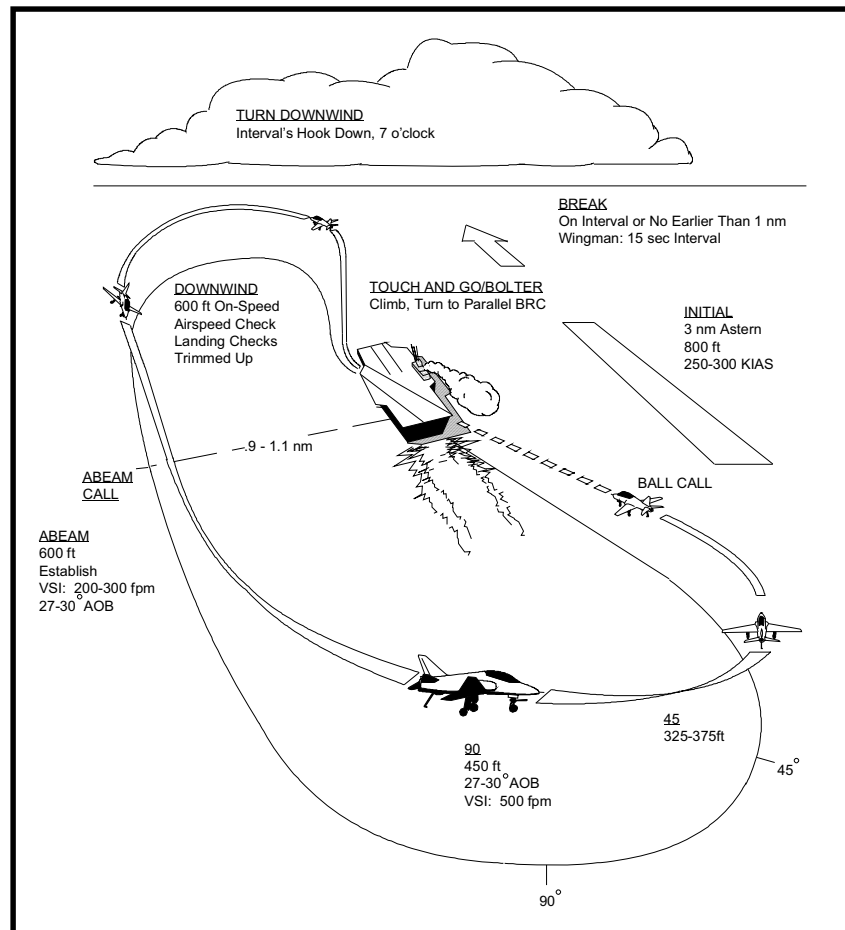 TURN DOWNWIND
Interval's Hook Down, 7 o'clock
BREAK
On Interval or No Earlier Than 1 nm
Wingman: 15 sec Interval
DOWNWIND
600 ft On-Speed
Airspeed Check
Landing Checks
Trimmed Up
TOUCH AND GO/BOLTER
Climb, Turn to Parallel BRC
INITIAL
3 nm Astern
800 ft
250-300 KIAS
.9 - 1.1 nm
ABEAM
CALL
BALL CALL
ABEAM
600 ft
Establish
VSI: 200-300 fpm
27-30° AOB
90
450 ft
27-30° AOB
VSI: 500 fpm
45
325-375ft
45°
90°